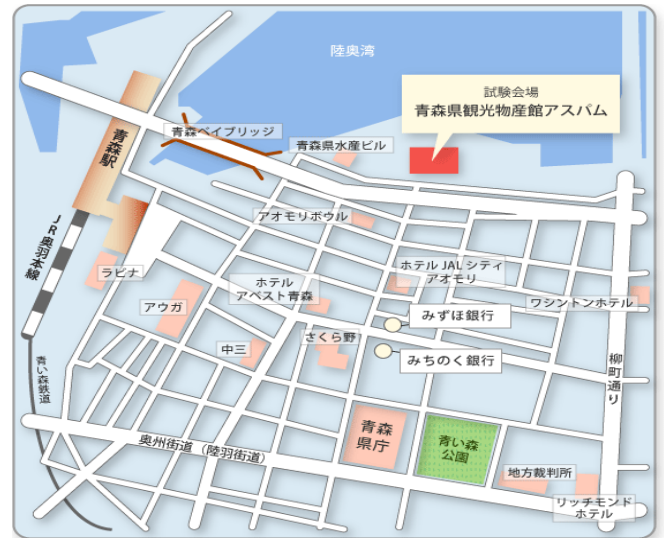 陸奥湾
試験会場
青森県観光物産館アスパム
青森ベイブリッジ
青森県水産ビル
青森駅
アオモリボウル
JR奥羽本線
ラビナ
ホテル
アベスト青森
ホテル JALシティ
アオモリ
アウガ
ワシントンホテル
みずほ銀行
さくら野
中三
みちのく銀行
青い森鉄道
柳町通り
奥州街道（陸羽街道）
青森
県庁
青い森
公園
地方裁判所
リッチモンド
ホテル